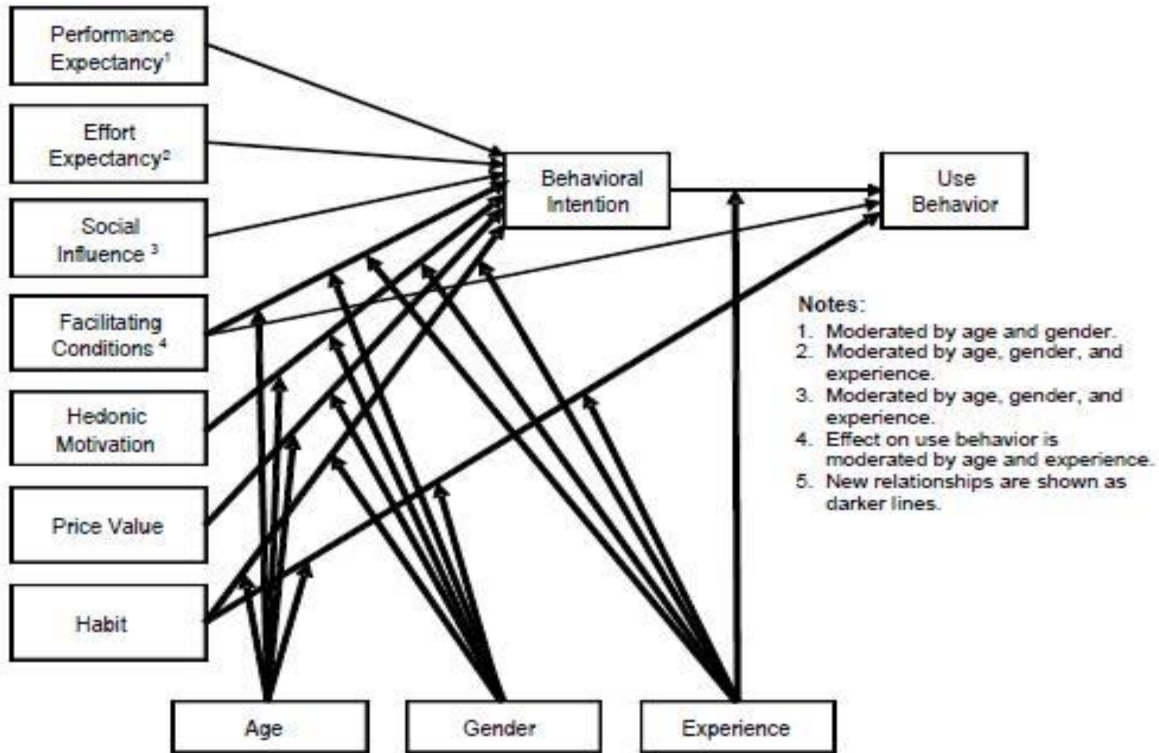 Performance
Expectancy¹
Effort
Expectancy²
Social
Influence ³
Facilitating
Conditions ⁴
Hedonic
Motivation
Price Value
Habit
Behavioral
Intention
Use
Behavior
Notes:
1. Moderated by age and gender.
2. Moderated by age, gender, and
experience.
3. Moderated by age, gender, and
experience.
4. Effect on use behavior is
moderated by age and experience.
5. New relationships are shown as
darker lines.
Age
Gender
Experience